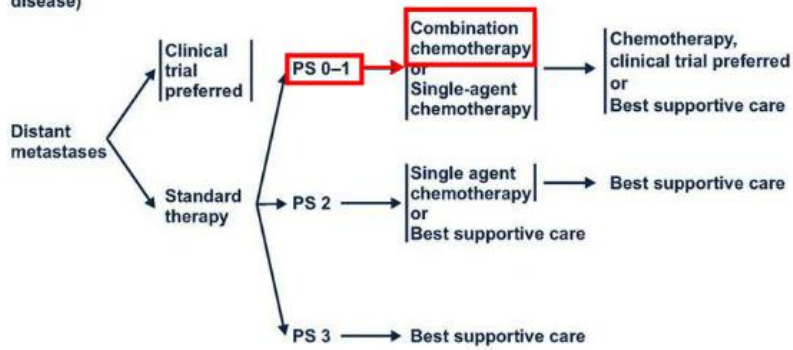 disease)
Distant
metastases
Clinical
trial
preferred
Standard
therapy
PS 0–1
Combination
chemotherapy
or
Single-agent
chemotherapy
Chemotherapy,
clinical trial preferred
or
Best supportive care
PS 2
Single agent
chemotherapy
or
Best supportive care
Best supportive care
PS 3
Best supportive care